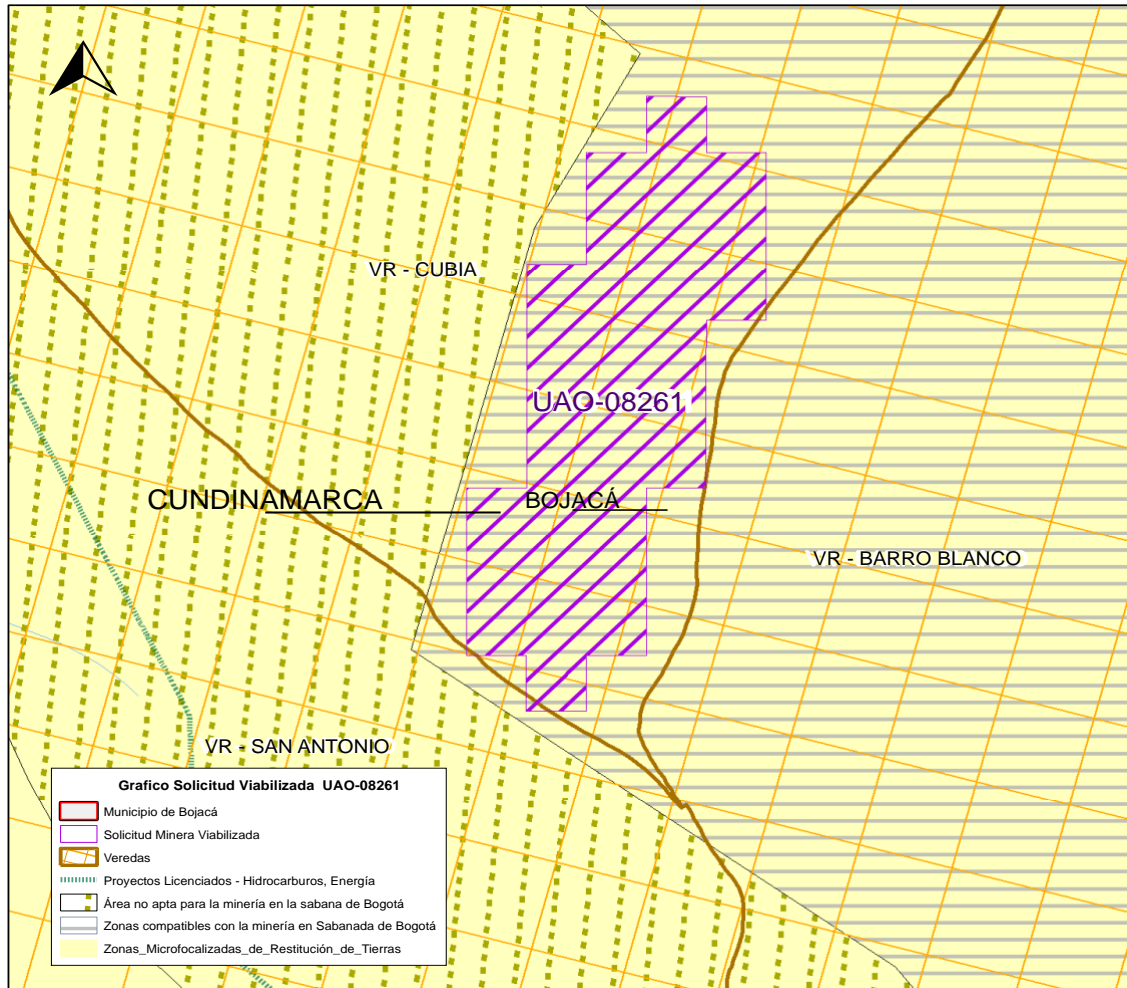 VR - CUBIA
UAO-08261
CUNDINAMARCA
BOJACÁ
VR - BARRO BLANCO
VR - SAN ANTONIO
Grafico Solicitud Viabilizada UAO-08261
Municipio de Bojacá
Solicitud Minera Viabilizada
Veredas
Proyectos Licenciados - Hidrocarburos, Energía
Área no apta para la minería en la sabana de Bogotá
Zonas compatibles con la minería en Sabanada de Bogotá
Zonas_Microfocalizadas_de_Restitución_de_Tierras